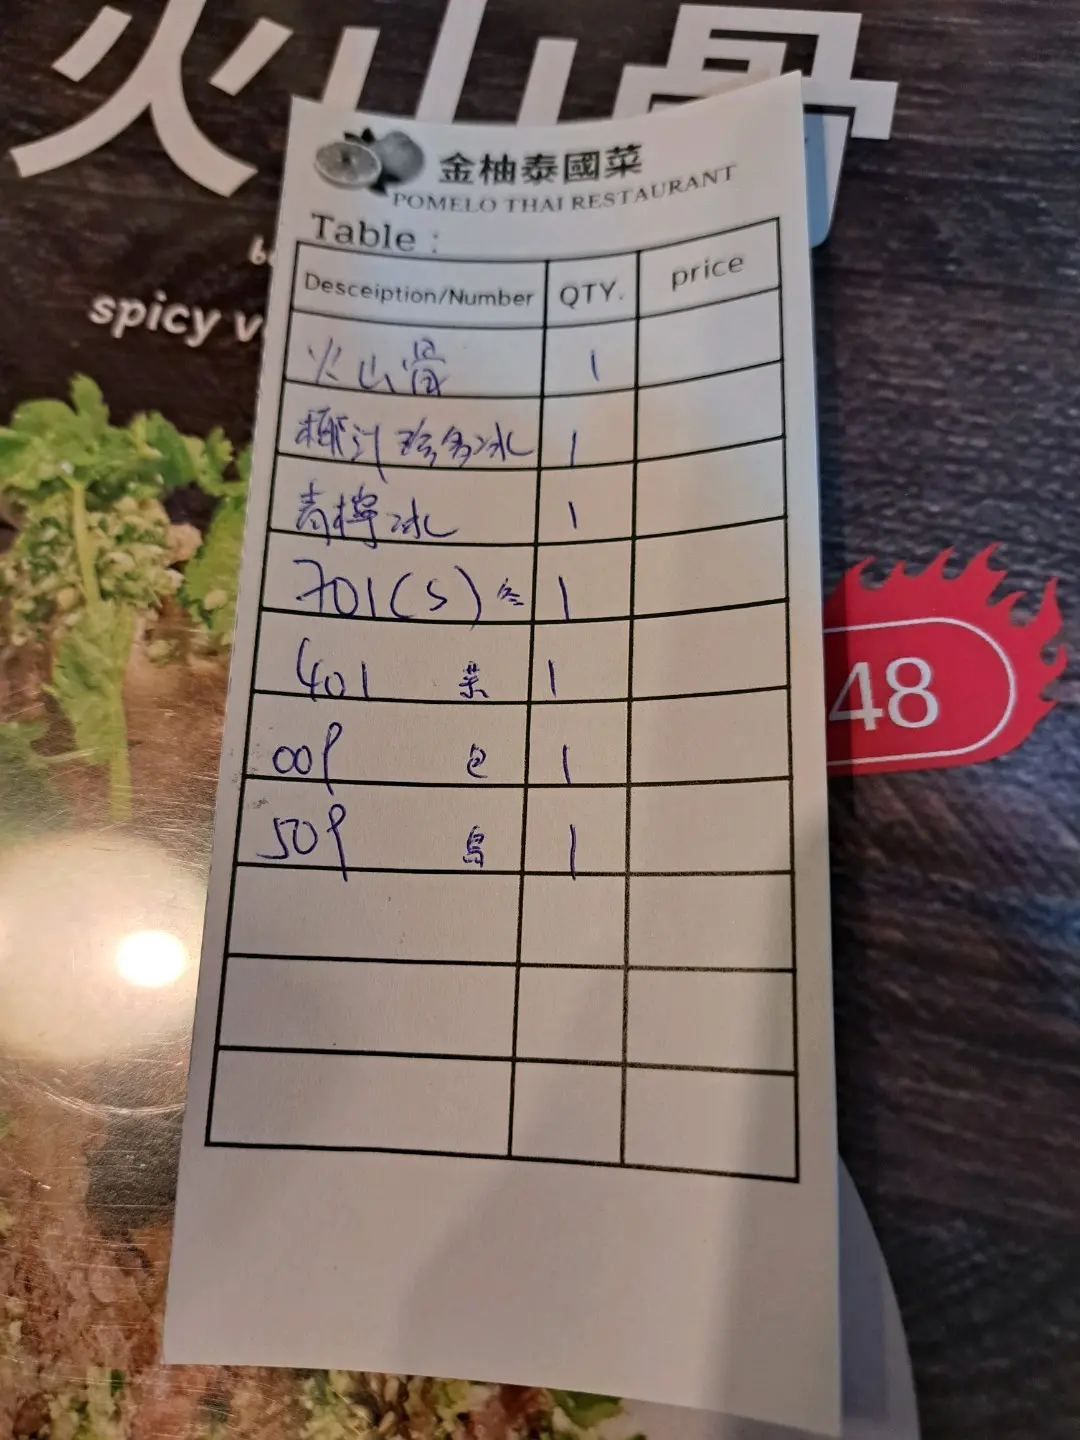 火山骨
spicy v
金柚泰國菜
POMELO THAI RESTAURANT
Table :
Desceiption/Number QTY. price
火山骨 1
椰汁珍多冰 1
青檸冰 1
701(S) 冬 1
401 菜 1
009 包 1
509 1
48